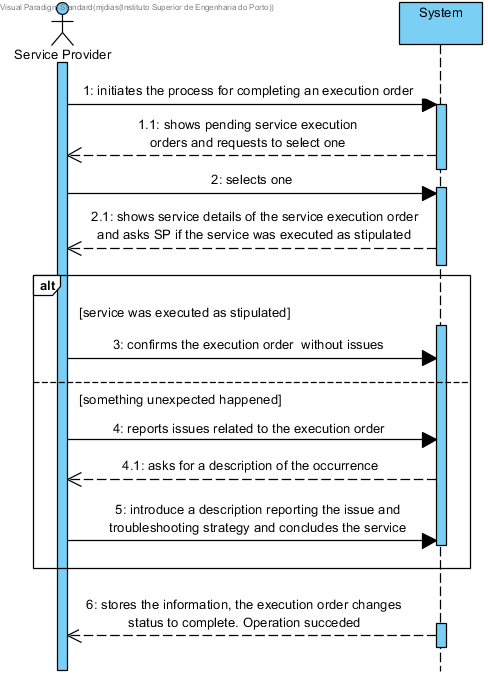 Visual Paradigm Standard(mjdias(Instituto Superior de Engenharia do Porto))
System
Service Provider
1: initiates the process for completing an execution order
1.1: shows pending service execution
orders and requests to select one
2: selects one
2.1: shows service details of the service execution order
and asks SP if the service was executed as stipulated
alt
[service was executed as stipulated]
3: confirms the execution order without issues
[something unexpected happened]
4: reports issues related to the execution order
4.1: asks for a description of the occurrence
5: introduce a description reporting the issue and
troubleshooting strategy and concludes the service
6: stores the information, the execution order changes
status to complete. Operation succeded